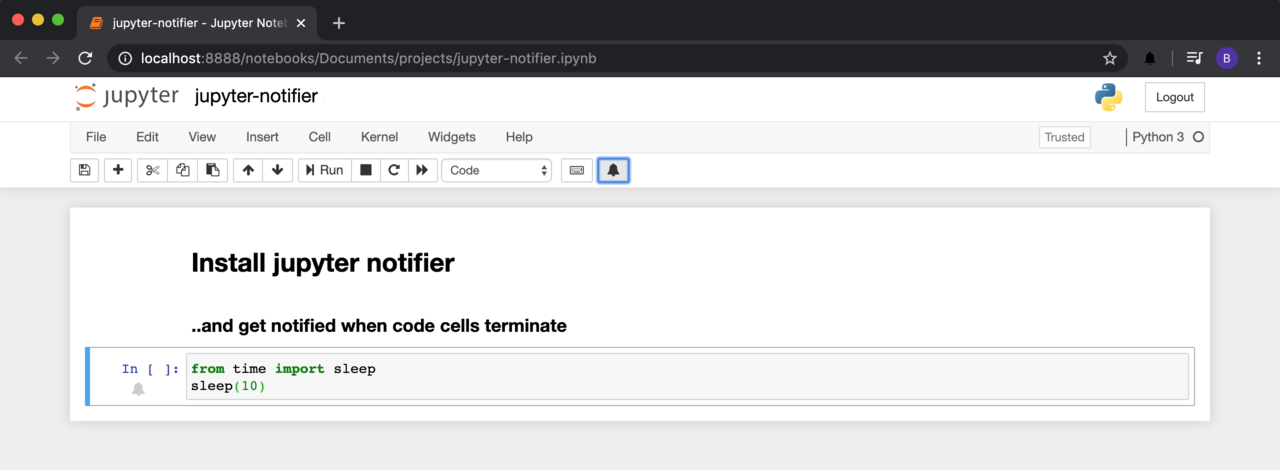 jupyter-notifier - Jupyter Note
localhost:8888/notebooks/Documents/projects/jupyter-notifier.ipynb
B
jupyter jupyter-notifier
Logout
File Edit View Insert Cell Kernel Widgets Help
Trusted
Python 3
Run
Code
Install jupyter notifier
..and get notified when code cells terminate
In [ ]: from time import sleep
sleep(10)